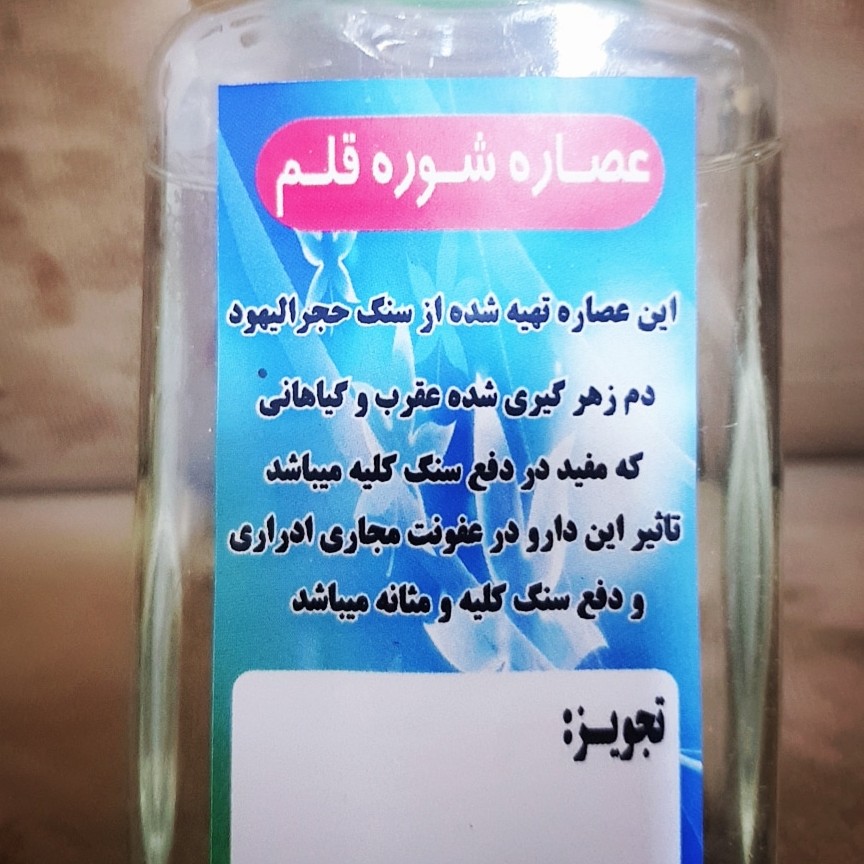 عصاره شوره قلم
این عصاره تهیه شده از سنگ حجرالیهود
دم زهر گیری شده عقرب و گیاهانی
که مفید در دفع سنگ کلیه میباشد
تاثیر این دارو در عفونت مجاری ادراری
و دفع سنگ کلیه و مثانه میباشد
تجویز: